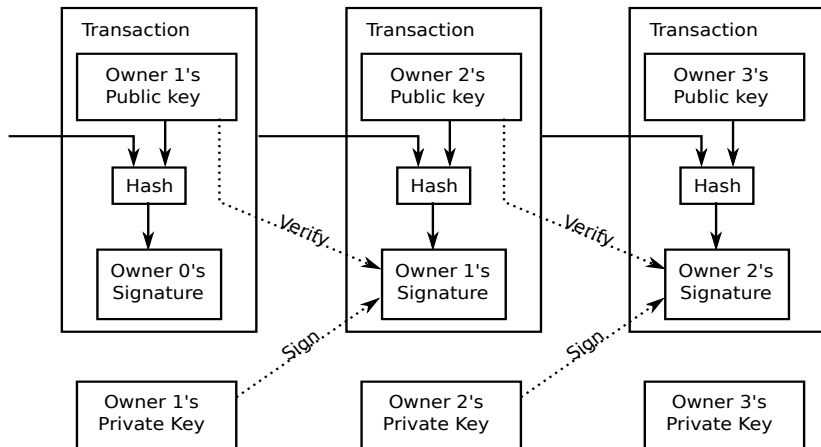 Transaction
Owner 1's
Public key
Hash
Owner 0's
Signature
Transaction
Owner 2's
Public key
Hash
Verify
Owner 1's
Signature
Transaction
Owner 3's
Public key
Hash
Verify
Owner 2's
Signature
Sign
Sign
Owner 1's
Private Key
Owner 2's
Private Key
Owner 3's
Private Key